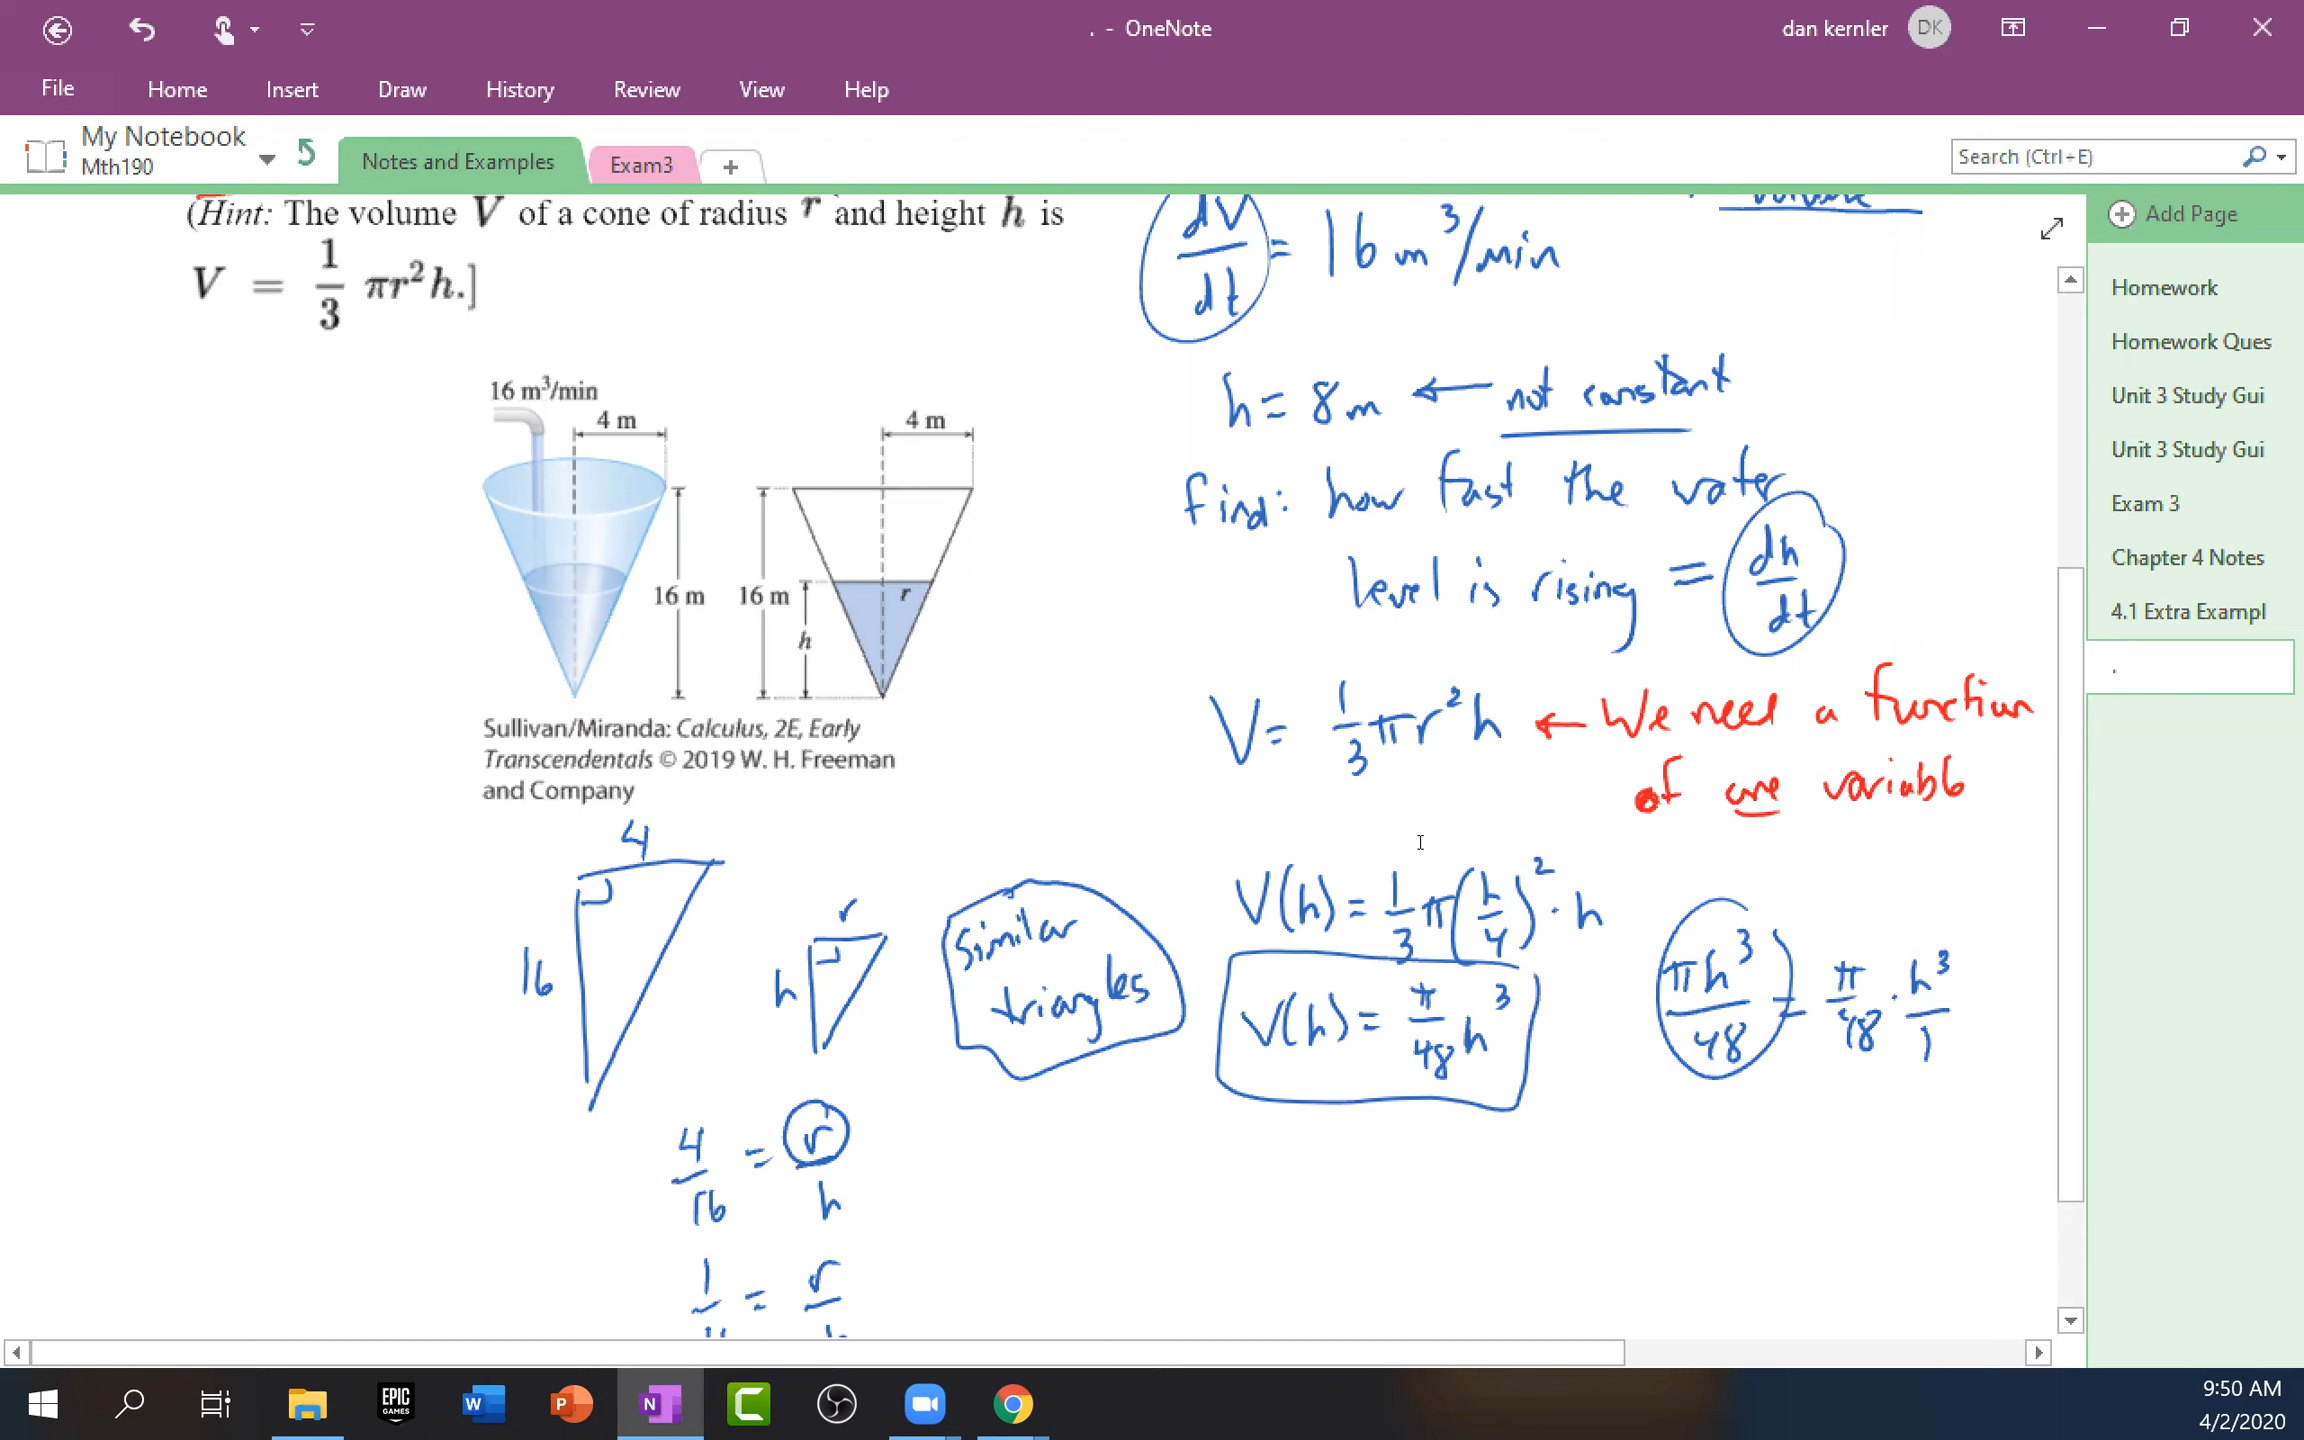 . - OneNote
dan kernler
DK
File Home Insert Draw History Review View Help
My Notebook
Mth190
Notes and Examples
Exam3
+
Search (Ctrl+E)
Add Page
Homework
Homework Ques
Unit 3 Study Gui
Unit 3 Study Gui
Exam 3
Chapter 4 Notes
4.1 Extra Exampl
.
(Hint: The volume V of a cone of radius r and height h is
V = 1/3 πr²h.]
16 m³/min
4 m
4 m
16 m
16 m
h
r
Sullivan/Miranda: Calculus, 2E, Early
Transcendentals © 2019 W. H. Freeman
and Company
dV/dt = 16 m³/min
h = 8m ← not constant
find: how fast the water
level is rising = dh/dt
V = 1/3 πr²h ← We need a function
of one variable
4
16
r
h
Similar
triangles
4/16 = r/h
1/4 = r/h
V(h) = 1/3 π(h/4)² · h
V(h) = π/48 h³
πh³/48 = π/48 · h³/1
EPIC
GAMES
9:50 AM
4/2/2020